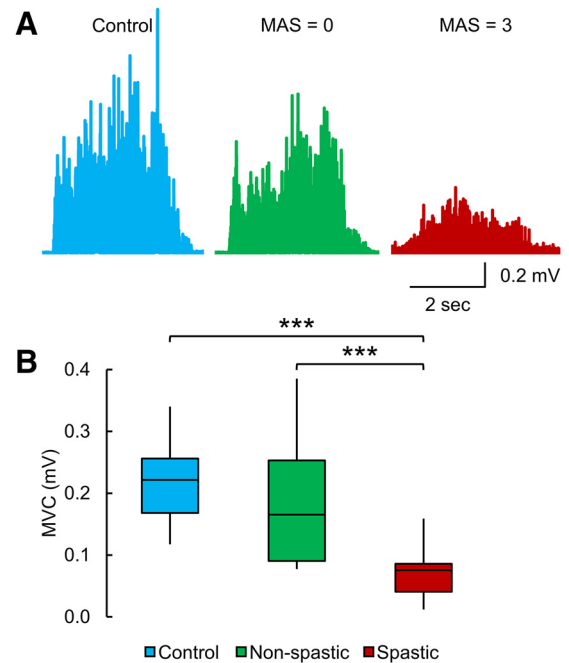 A
Control MAS = 0 MAS = 3
0.2 mV
2 sec
***
***
B
0.4
0.3
0.2
0.1
0.0
MVC (mV)
Control Non-spastic Spastic